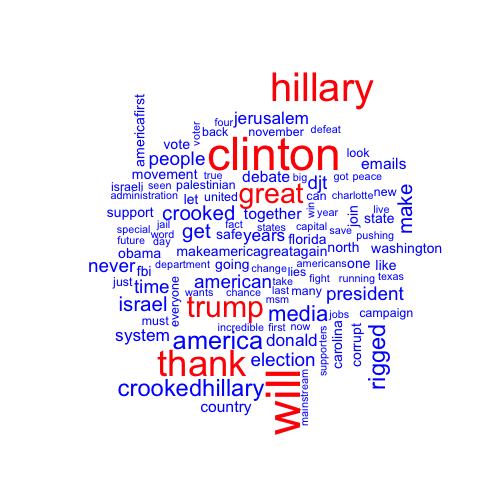 hillary
americafirst
four
jerusalem
voter
back
november
defeat
vote
clinton
look
people
emails
movement
true
debate
big
got
peace
israeli
seen
palestinian
great
djt
administration
let
united
can
charlotte
new
make
support
crooked
together
win
year
join
live
state
special
jail
fact
states
capital
save
pushing
word
get
safe
years
florida
future
day
north
washington
obama
makeamericagreatagain
never
fbi
department
going
change
lies
americans
one
like
just
time
everyone
american
take
fight
running
texas
wants
chance
last
many
president
israel
trump
msm
media
jobs
campaign
must
incredible
first
now
system
america
donald
supporters
carolina
corrupt
rigged
thank
election
crookedhillary
will
mainstream
country